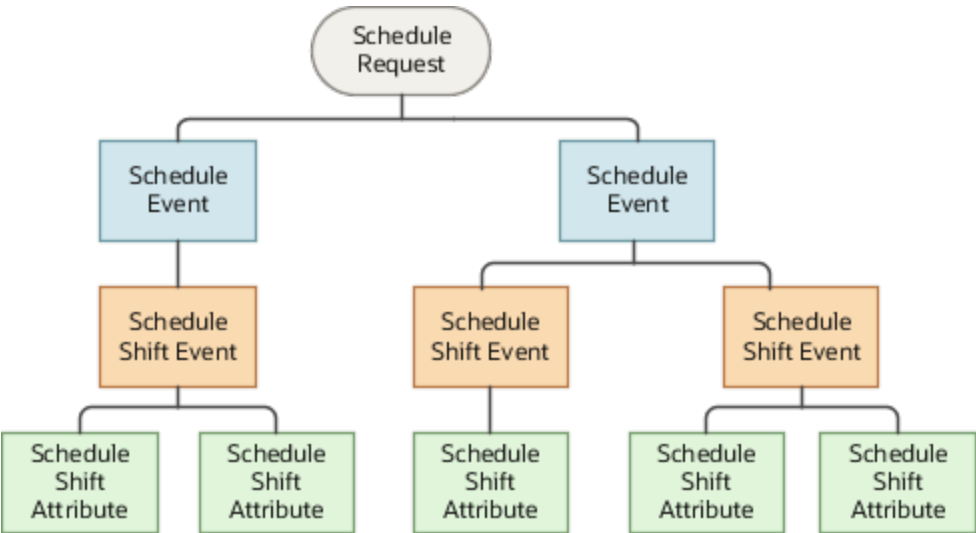 Schedule
Request
Schedule
Event
Schedule
Event
Schedule
Shift Event
Schedule
Shift Event
Schedule
Shift Event
Schedule
Shift
Attribute
Schedule
Shift
Attribute
Schedule
Shift
Attribute
Schedule
Shift
Attribute
Schedule
Shift
Attribute